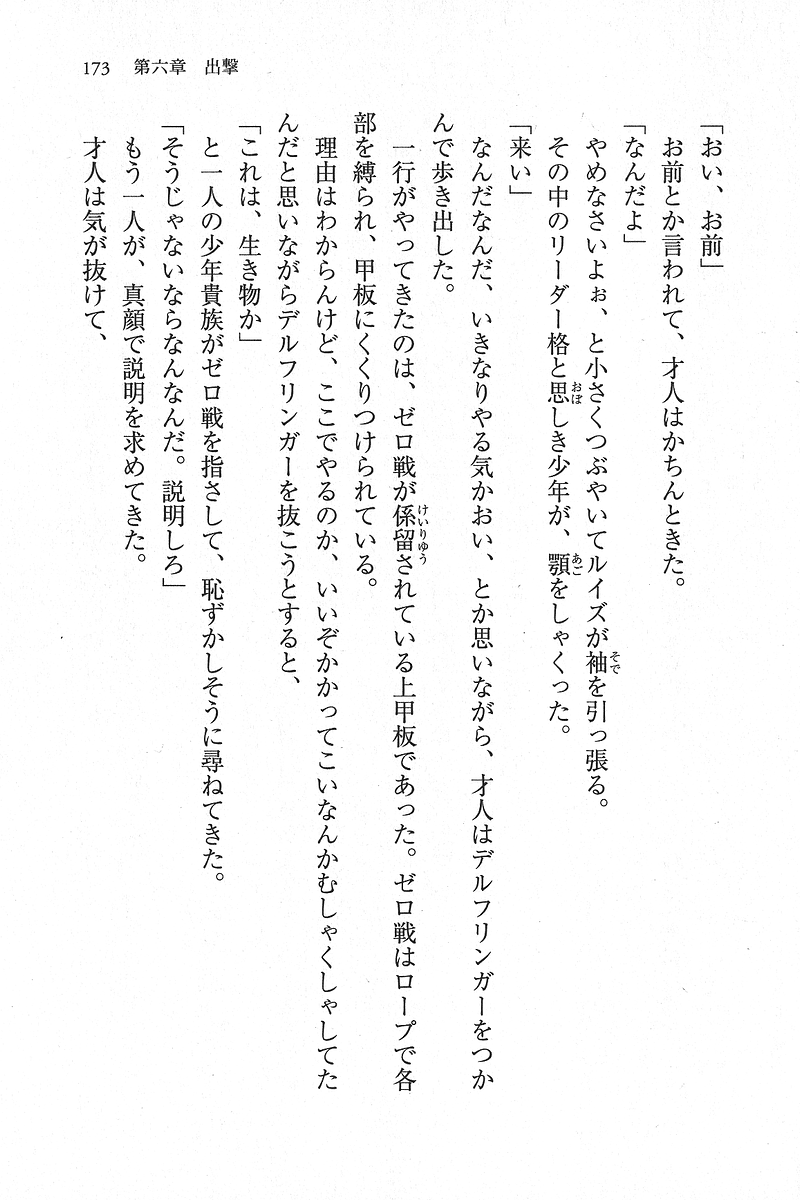 173　第六章　出撃
「おい、お前」
お前とか言われて、才人はかちんときた。
「なんだよ」
やめなさいよぉ、と小さくつぶやいてルイズが袖を引っ張る。
その中のリーダー格と思しき少年が、顎をしゃくった。
「来い」
なんだなんだ、いきなりやる気かおい、とか思いながら、才人はデルフリンガーをつか
んで歩き出した。
一行がやってきたのは、ゼロ戦が係留されている上甲板であった。ゼロ戦はロープで各
部を縛られ、甲板にくくりつけられている。
理由はわからんけど、ここでやるのか、いいぞかかってこいなんかむしゃくしゃしてた
んだと思いながらデルフリンガーを抜こうとすると、
「これは、生き物か」
と一人の少年貴族がゼロ戦を指さして、恥ずかしそうに尋ねてきた。
「そうじゃないならなんなんだ。説明しろ」
もう一人が、真顔で説明を求めてきた。
才人は気が抜けて、